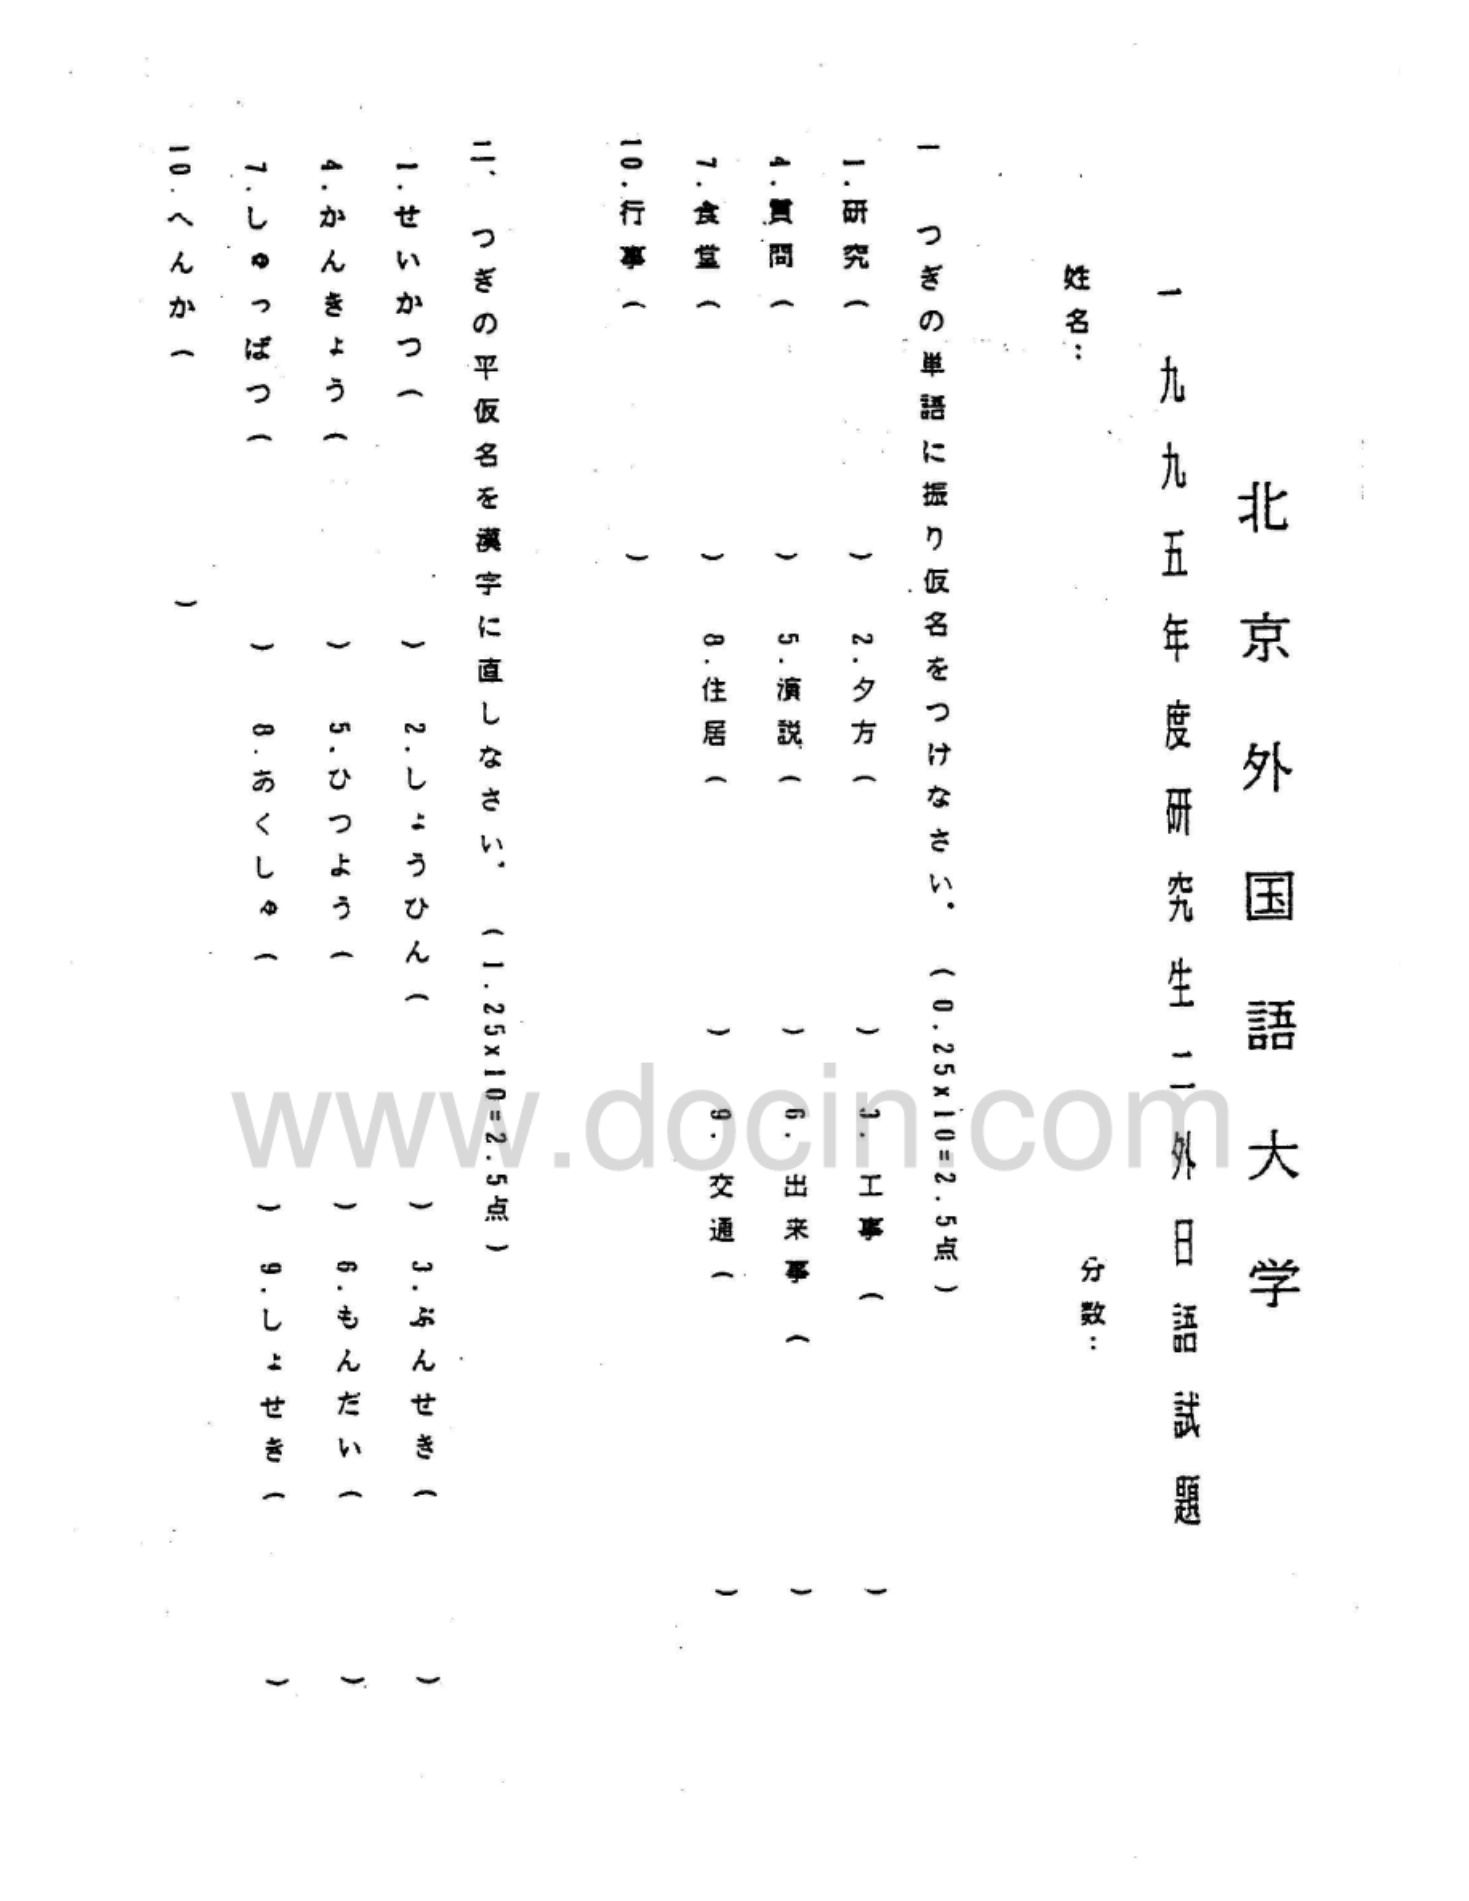 北京外国語大学
一九九五年度研究生二外日語試題
姓名： 分数：
一 つぎの単語に振り仮名をつけなさい。 （0.25x10=2.5点）
1.研究（ ） 2.夕方（ ） 3. 工事（ ）
4.質問（ ） 5.演説（ ） 6. 出来事（ ）
7.食堂（ ） 8.住居（ ） 9. 交通（ ）
10.行事（ ）
二、 つぎの平仮名を漢字に直しなさい。 （1.25x10=2.5点）
1.せいかつ（ ） 2.しょうひん（ ） 3.ぶんせき（ ）
4.かんきょう（ ） 5.ひつよう（ ） 6.もんだい（ ）
7.しゅっぱつ（ ） 8.あくしゅ（ ） 9.しょせき（ ）
10.へんか（ ）
www.docin.com